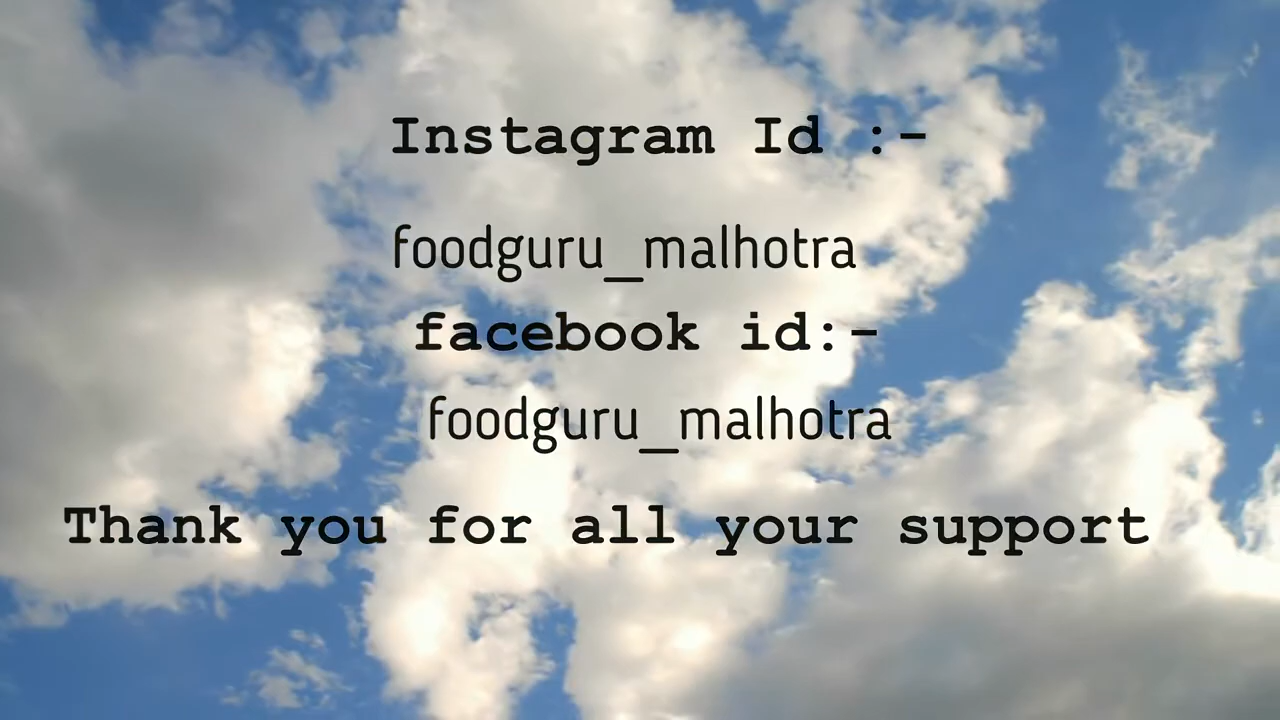 Instagram Id :-
foodguru_malhotra
facebook id:-
foodguru_malhotra
Thank you for all your support